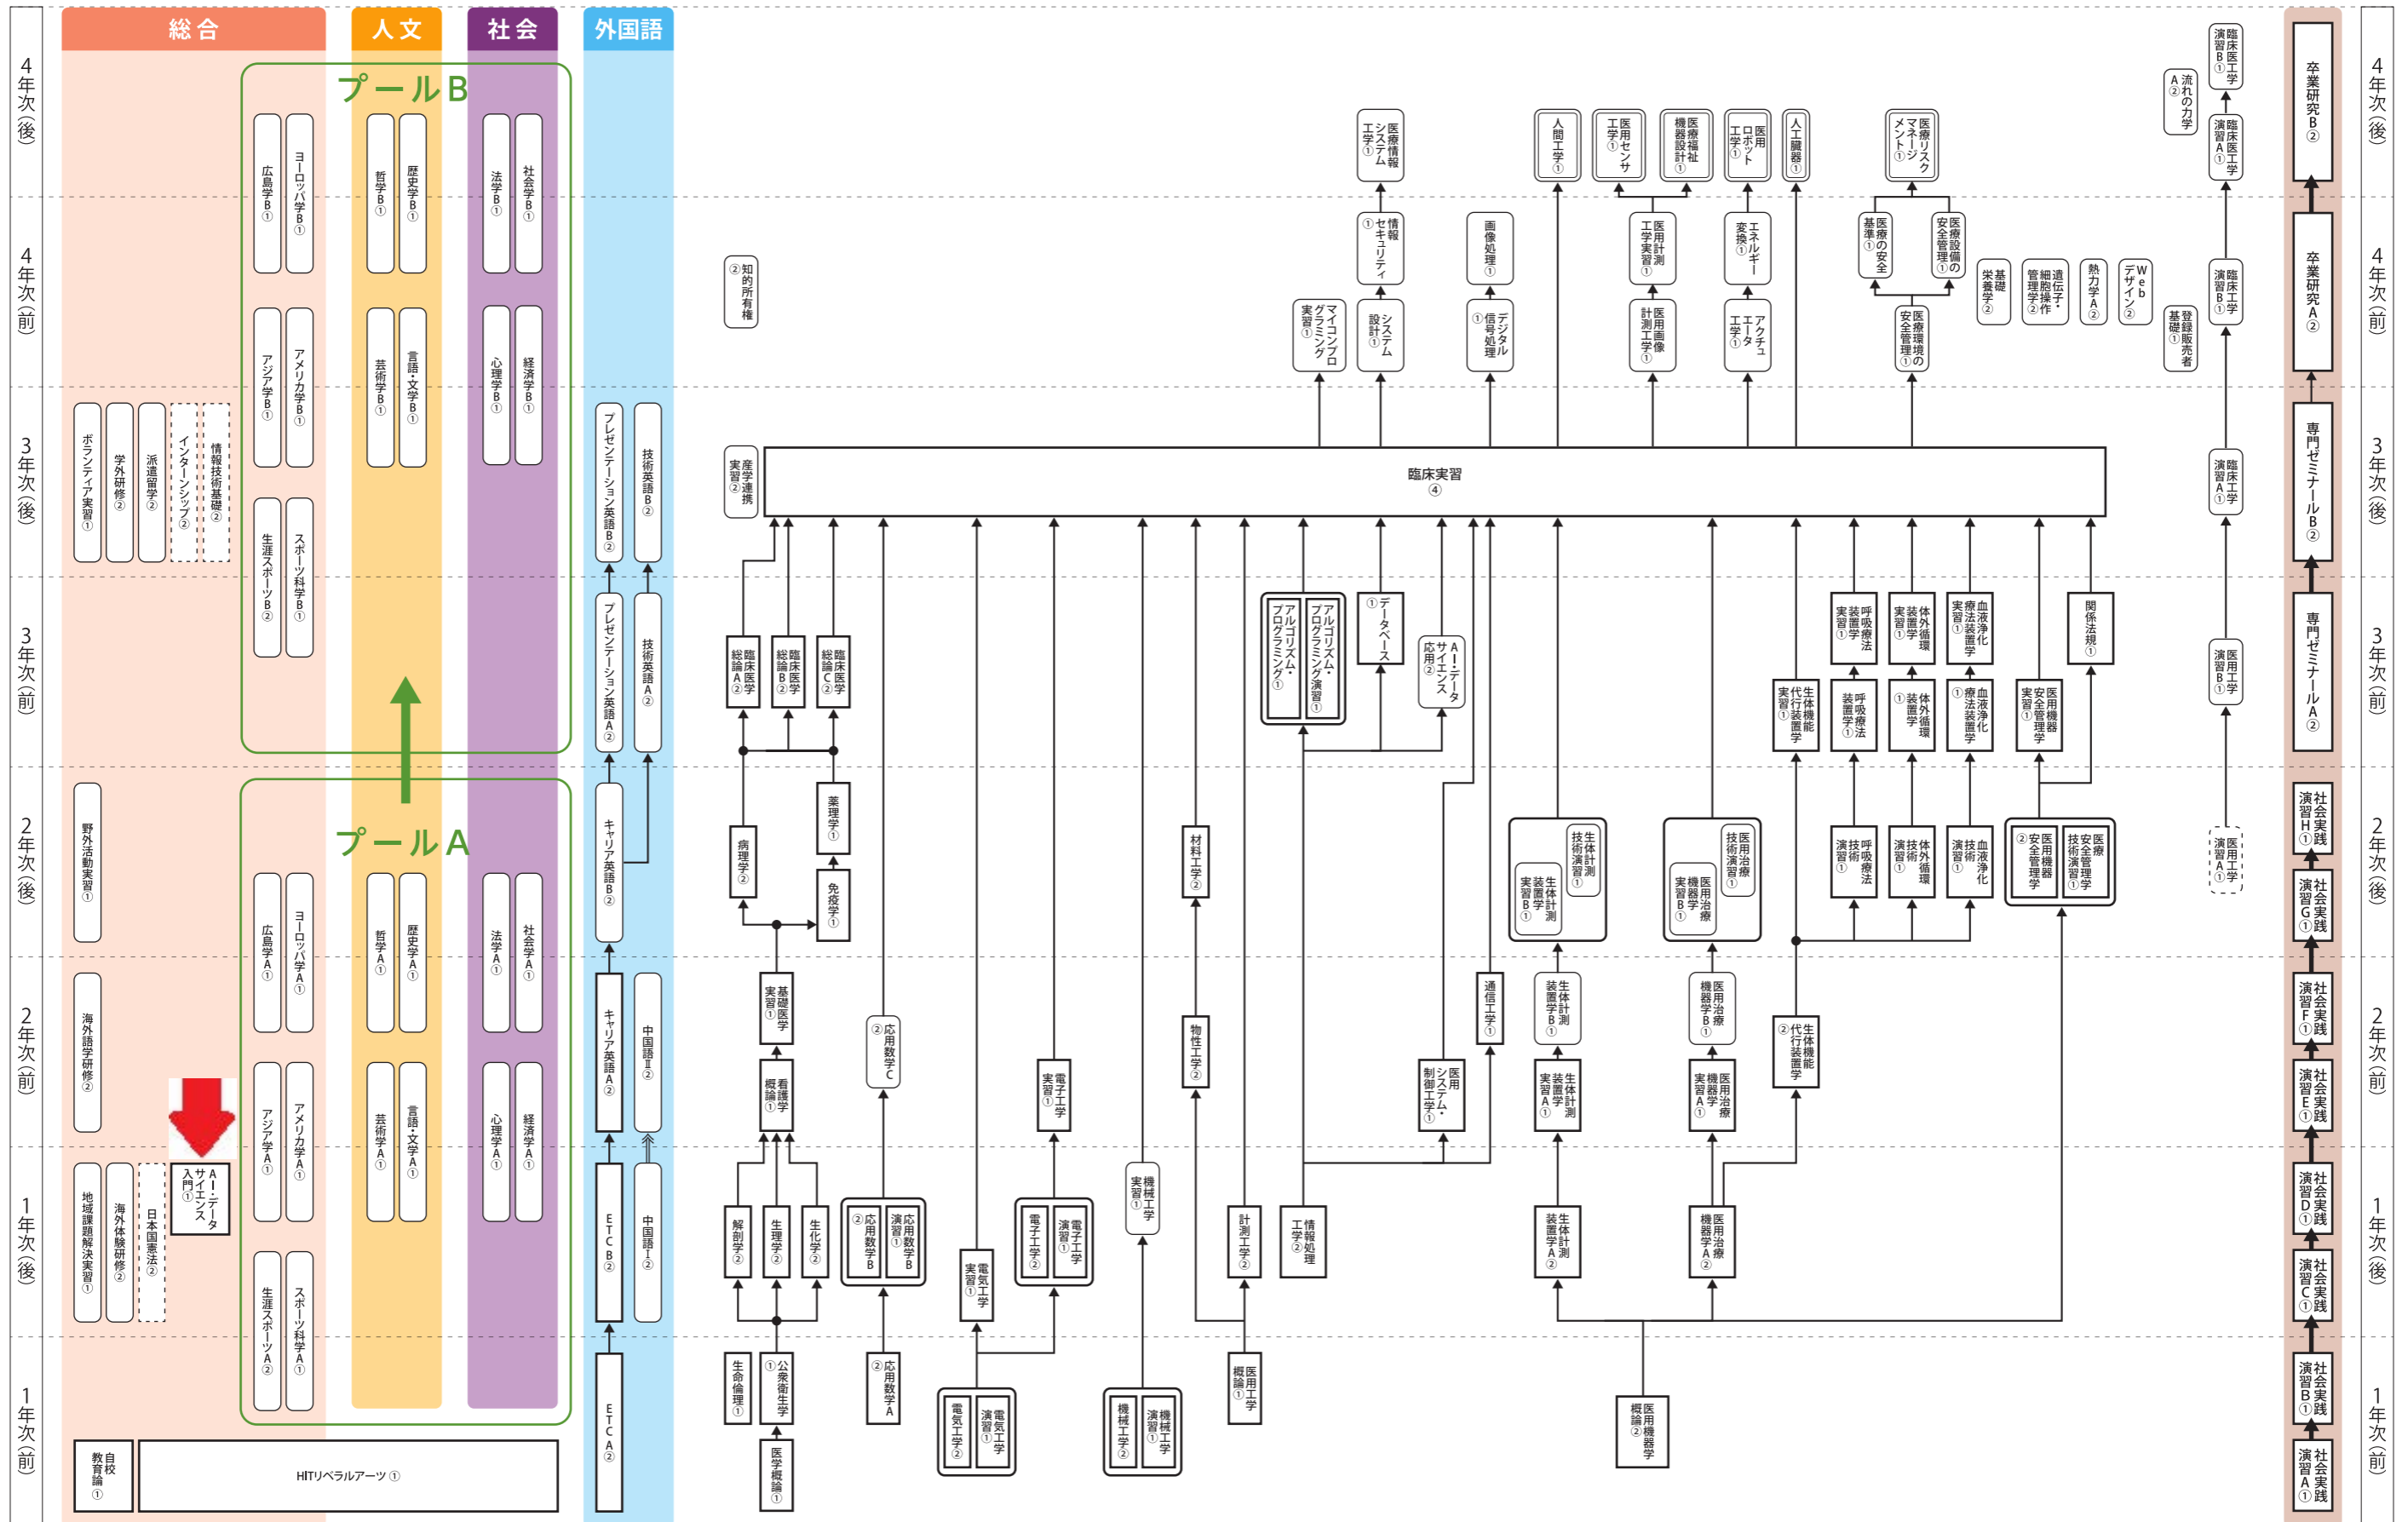 総合
人文
社会
外国語
4年次(後)
4年次(前)
3年次(後)
3年次(前)
2年次(後)
2年次(前)
1年次(後)
1年次(前)
プールB
広島学B①
ヨーロッパ学B①
哲学B①
歴史学B①
法学B①
社会学B①
アジア学B①
アメリカ学B①
芸術学B①
言語・文学B①
心理学B①
経済学B①
生涯スポーツB②
スポーツ科学B①
ボランティア実習①
学外研修②
派遣留学②
インターンシップ②
情報技術基礎②
プレゼンテーション英語B②
技術英語B②
プレゼンテーション英語A②
技術英語A②
プールA
野外活動実習①
海外語学研修②
広島学A①
ヨーロッパ学A①
哲学A①
歴史学A①
法学A①
社会学A①
アジア学A①
アメリカ学A①
芸術学A①
言語・文学A①
心理学A①
経済学A①
生涯スポーツA②
スポーツ科学A①
キャリア英語B②
キャリア英語A②
中国語Ⅱ②
ETC B②
中国語Ⅰ②
ETC A②
地域課題解決実習①
海外体験研修②
日本国憲法②
AI・データ
サイエンス
入門①
自校
教育論①
HITリベラルアーツ ①
医療情報
システム
工学①
人間工学①
医用センサ
工学①
医療福祉
機器設計①
医用
ロボット
工学①
人工臓器①
医療リスク
マネージ
メント①
流れの力学
A②
臨床医工学
演習B①
臨床医工学
演習A①
卒業研究B②
知的所有権
②
情報
セキュリティ
①
画像処理①
医用計測
工学実習①
エネルギー
変換①
医療の安全
基準①
医療設備の
安全管理①
マイコンプロ
グラミング
実習①
システム
設計①
デジタル
信号処理
①
医用画像
計測工学①
アクチュ
エータ
工学①
医療環境の
安全管理①
基礎
栄養学②
遺伝子・
細胞操作
管理学②
熱力学A②
Web
デザイン②
登録販売者
基礎①
臨床工学
演習B①
卒業研究A②
産学連携
実習②
臨床実習
④
臨床工学
演習A①
専門ゼミナールB②
臨床医学
総論A②
臨床医学
総論B②
臨床医学
総論C②
アルゴリズム・
プログラミング①
アルゴリズム・
プログラミング演習①
データベース
①
AI・データ
サイエンス
応用②
生体機能
代行装置学
実習①
呼吸療法
装置学
実習①
呼吸療法
装置学①
体外循環
装置学
実習①
体外循環
装置学
①
血液浄化
療法装置学
実習①
血液浄化
療法装置学
①
医用機器
安全管理学
実習①
関係法規①
医用工学
演習B①
専門ゼミナールA②
病理学②
薬理学①
免疫学①
材料工学②
生体計測
装置学
実習B①
生体計測
技術演習①
医用治療
機器学
実習B①
医用治療
技術演習①
呼吸療法
技術
演習①
体外循環
技術
演習①
血液浄化
技術
演習①
医用機器
安全管理学
②
医療
安全管理学
技術演習①
医用工学
演習A①
社会実践
演習H①
社会実践
演習G①
基礎医学
実習①
看護学
概論①
応用数学C
②
電子工学
実習①
物性工学②
医用
システム・
制御工学①
通信工学①
生体計測
装置学B①
生体計測
装置学
実習A①
医用治療
機器学B①
医用治療
機器学
実習A①
生体機能
代行装置学
②
社会実践
演習F①
社会実践
演習E①
解剖学②
生理学②
生化学②
応用数学B
②
応用数学B
演習①
電気工学
実習①
電子工学②
電子工学
演習①
機械工学
実習①
計測工学②
情報処理
工学②
生体計測
装置学A②
医用治療
機器学A②
社会実践
演習D①
社会実践
演習C①
生命倫理①
公衆衛生学
①
医学概論①
応用数学A
②
電気工学②
電気工学
演習①
機械工学②
機械工学
演習①
医用工学
概論①
医用機器学
概論②
社会実践
演習B①
社会実践
演習A①
4年次(後)
4年次(前)
3年次(後)
3年次(前)
2年次(後)
2年次(前)
1年次(後)
1年次(前)